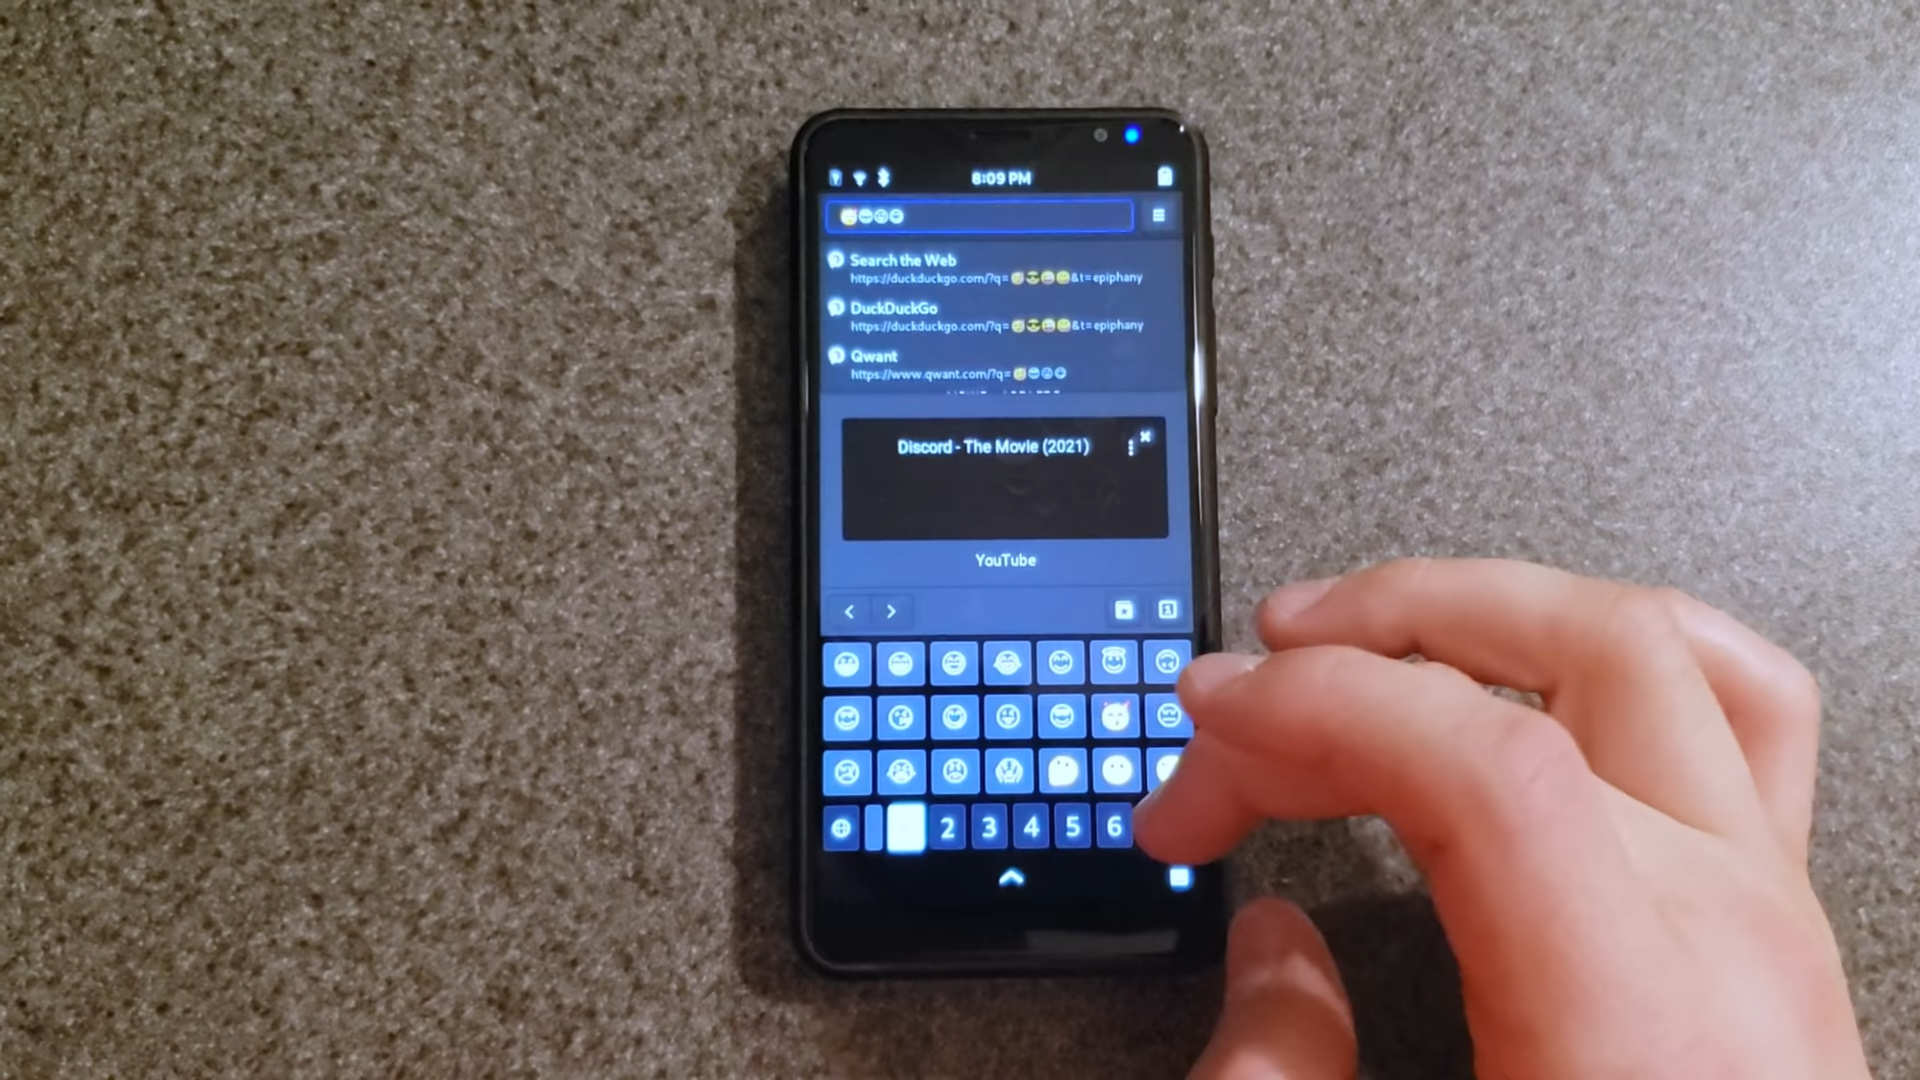 8:09 PM
😅😎😄😊
Search the Web
https://duckduckgo.com/?q=😅😎😄😊&t=epiphany
DuckDuckGo
https://duckduckgo.com/?q=😅😎😄😊&t=epiphany
Qwant
https://www.qwant.com/?q=😅😎😄😊
Discord - The Movie (2021)
YouTube
1
2 3 4 5 6